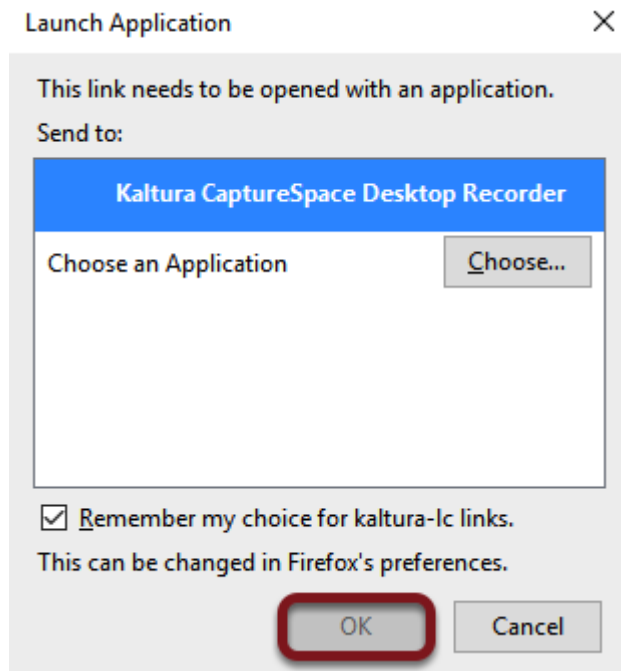 Launch Application
This link needs to be opened with an application.
Send to:
Kaltura CaptureSpace Desktop Recorder
Choose an Application Choose...
Remember my choice for kaltura-lc links.
This can be changed in Firefox's preferences.
OK Cancel